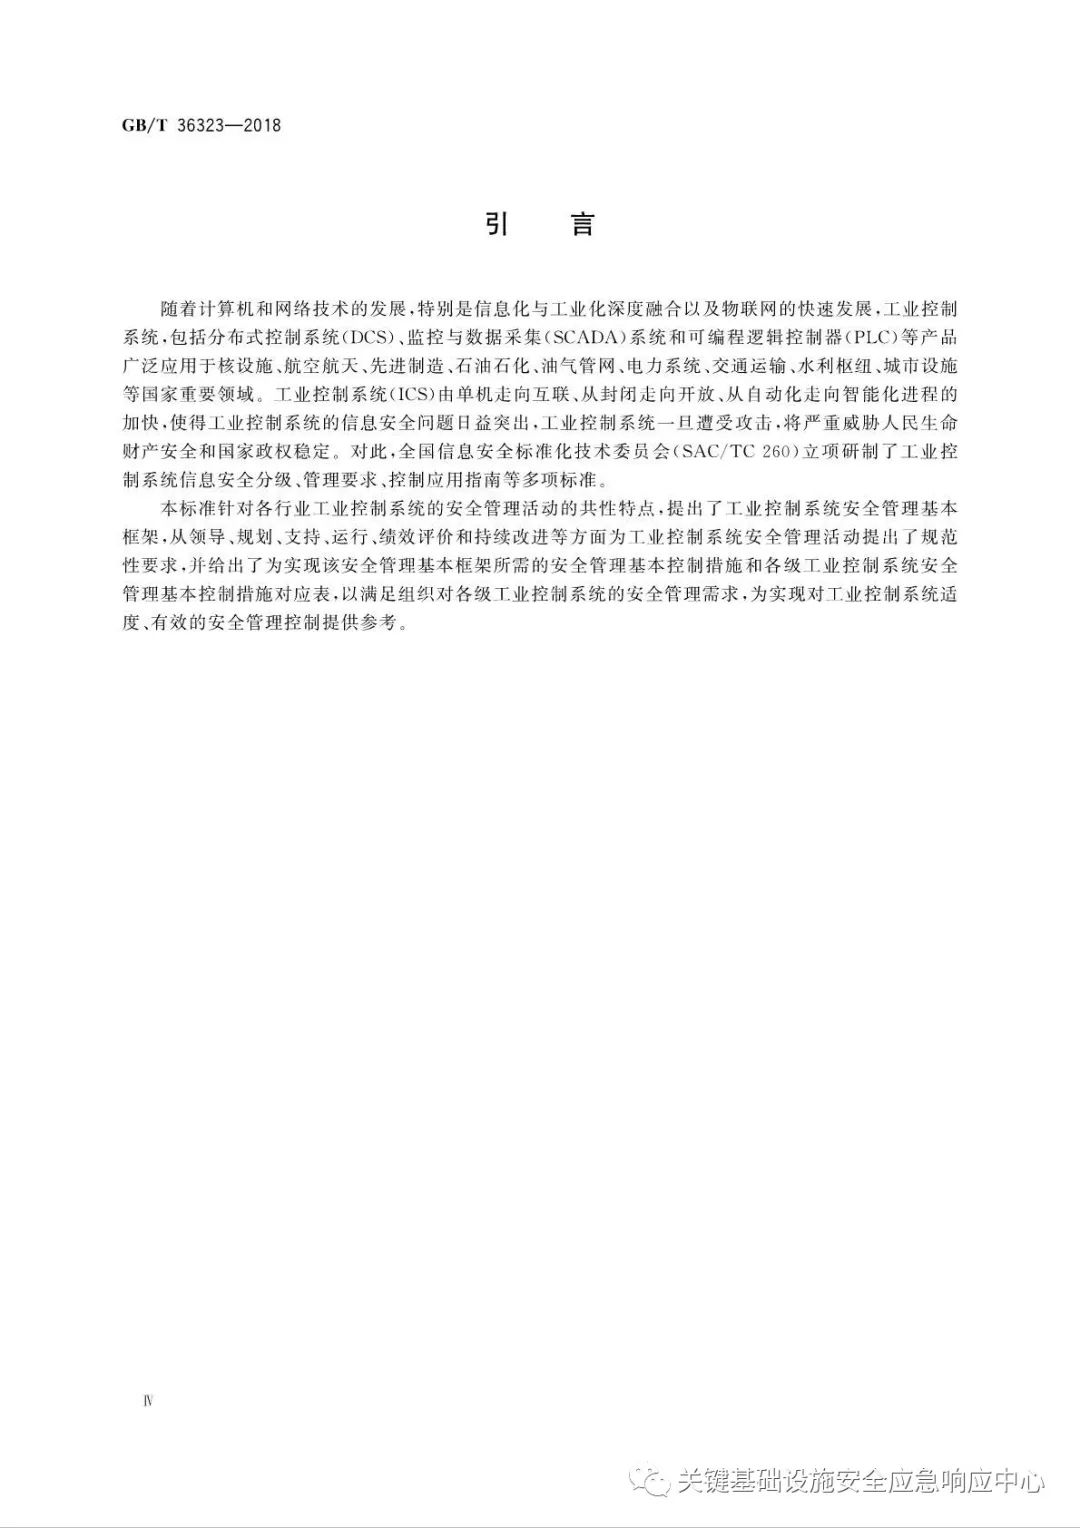 GB/T 36323—2018
引 言
随着计算机和网络技术的发展,特别是信息化与工业化深度融合以及物联网的快速发展,工业控制
系统,包括分布式控制系统(DCS)、监控与数据采集(SCADA)系统和可编程逻辑控制器(PLC)等产品
广泛应用于核设施、航空航天、先进制造、石油石化、油气管网、电力系统、交通运输、水利枢纽、城市设施
等国家重要领域。工业控制系统(ICS)由单机走向互联、从封闭走向开放、从自动化走向智能化进程的
加快,使得工业控制系统的信息安全问题日益突出,工业控制系统一旦遭受攻击,将严重威胁人民生命
财产安全和国家政权稳定。对此,全国信息安全标准化技术委员会(SAC/TC 260)立项研制了工业控
制系统信息安全分级、管理要求、控制应用指南等多项标准。
本标准针对各行业工业控制系统的安全管理活动的共性特点,提出了工业控制系统安全管理基本
框架,从领导、规划、支持、运行、绩效评价和持续改进等方面为工业控制系统安全管理活动提出了规范
性要求,并给出了为实现该安全管理基本框架所需的安全管理基本控制措施和各级工业控制系统安全
管理基本控制措施对应表,以满足组织对各级工业控制系统的安全管理需求,为实现对工业控制系统适
度、有效的安全管理控制提供参考。
Ⅳ
关键基础设施安全应急响应中心